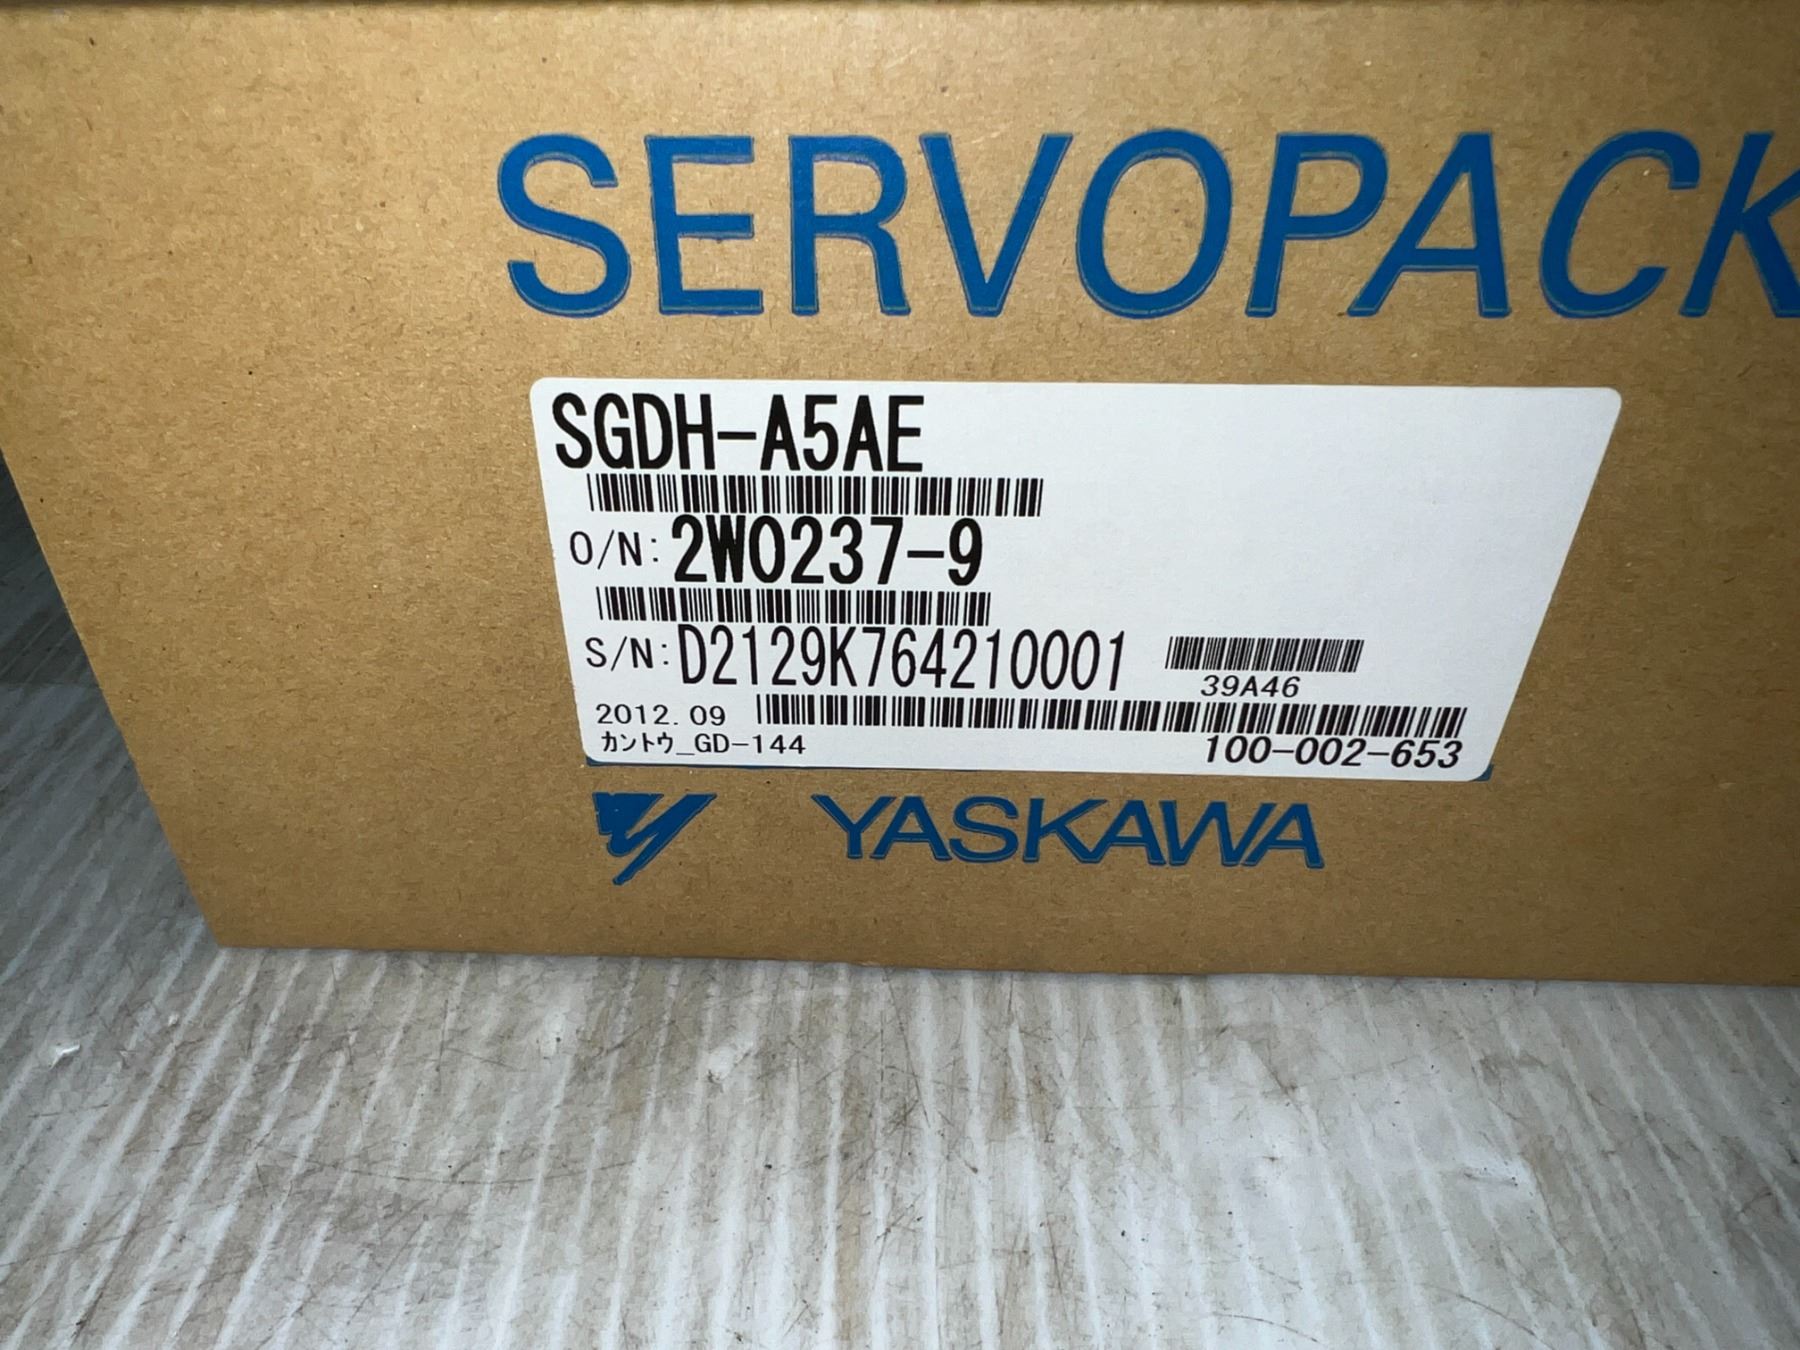 SERVOPACK
SGDH-A5AE
O/N: 2W0237-9
S/N: D2129K764210001
39A46
2012.09
カントウ_GD-144
100-002-653
YASKAWA